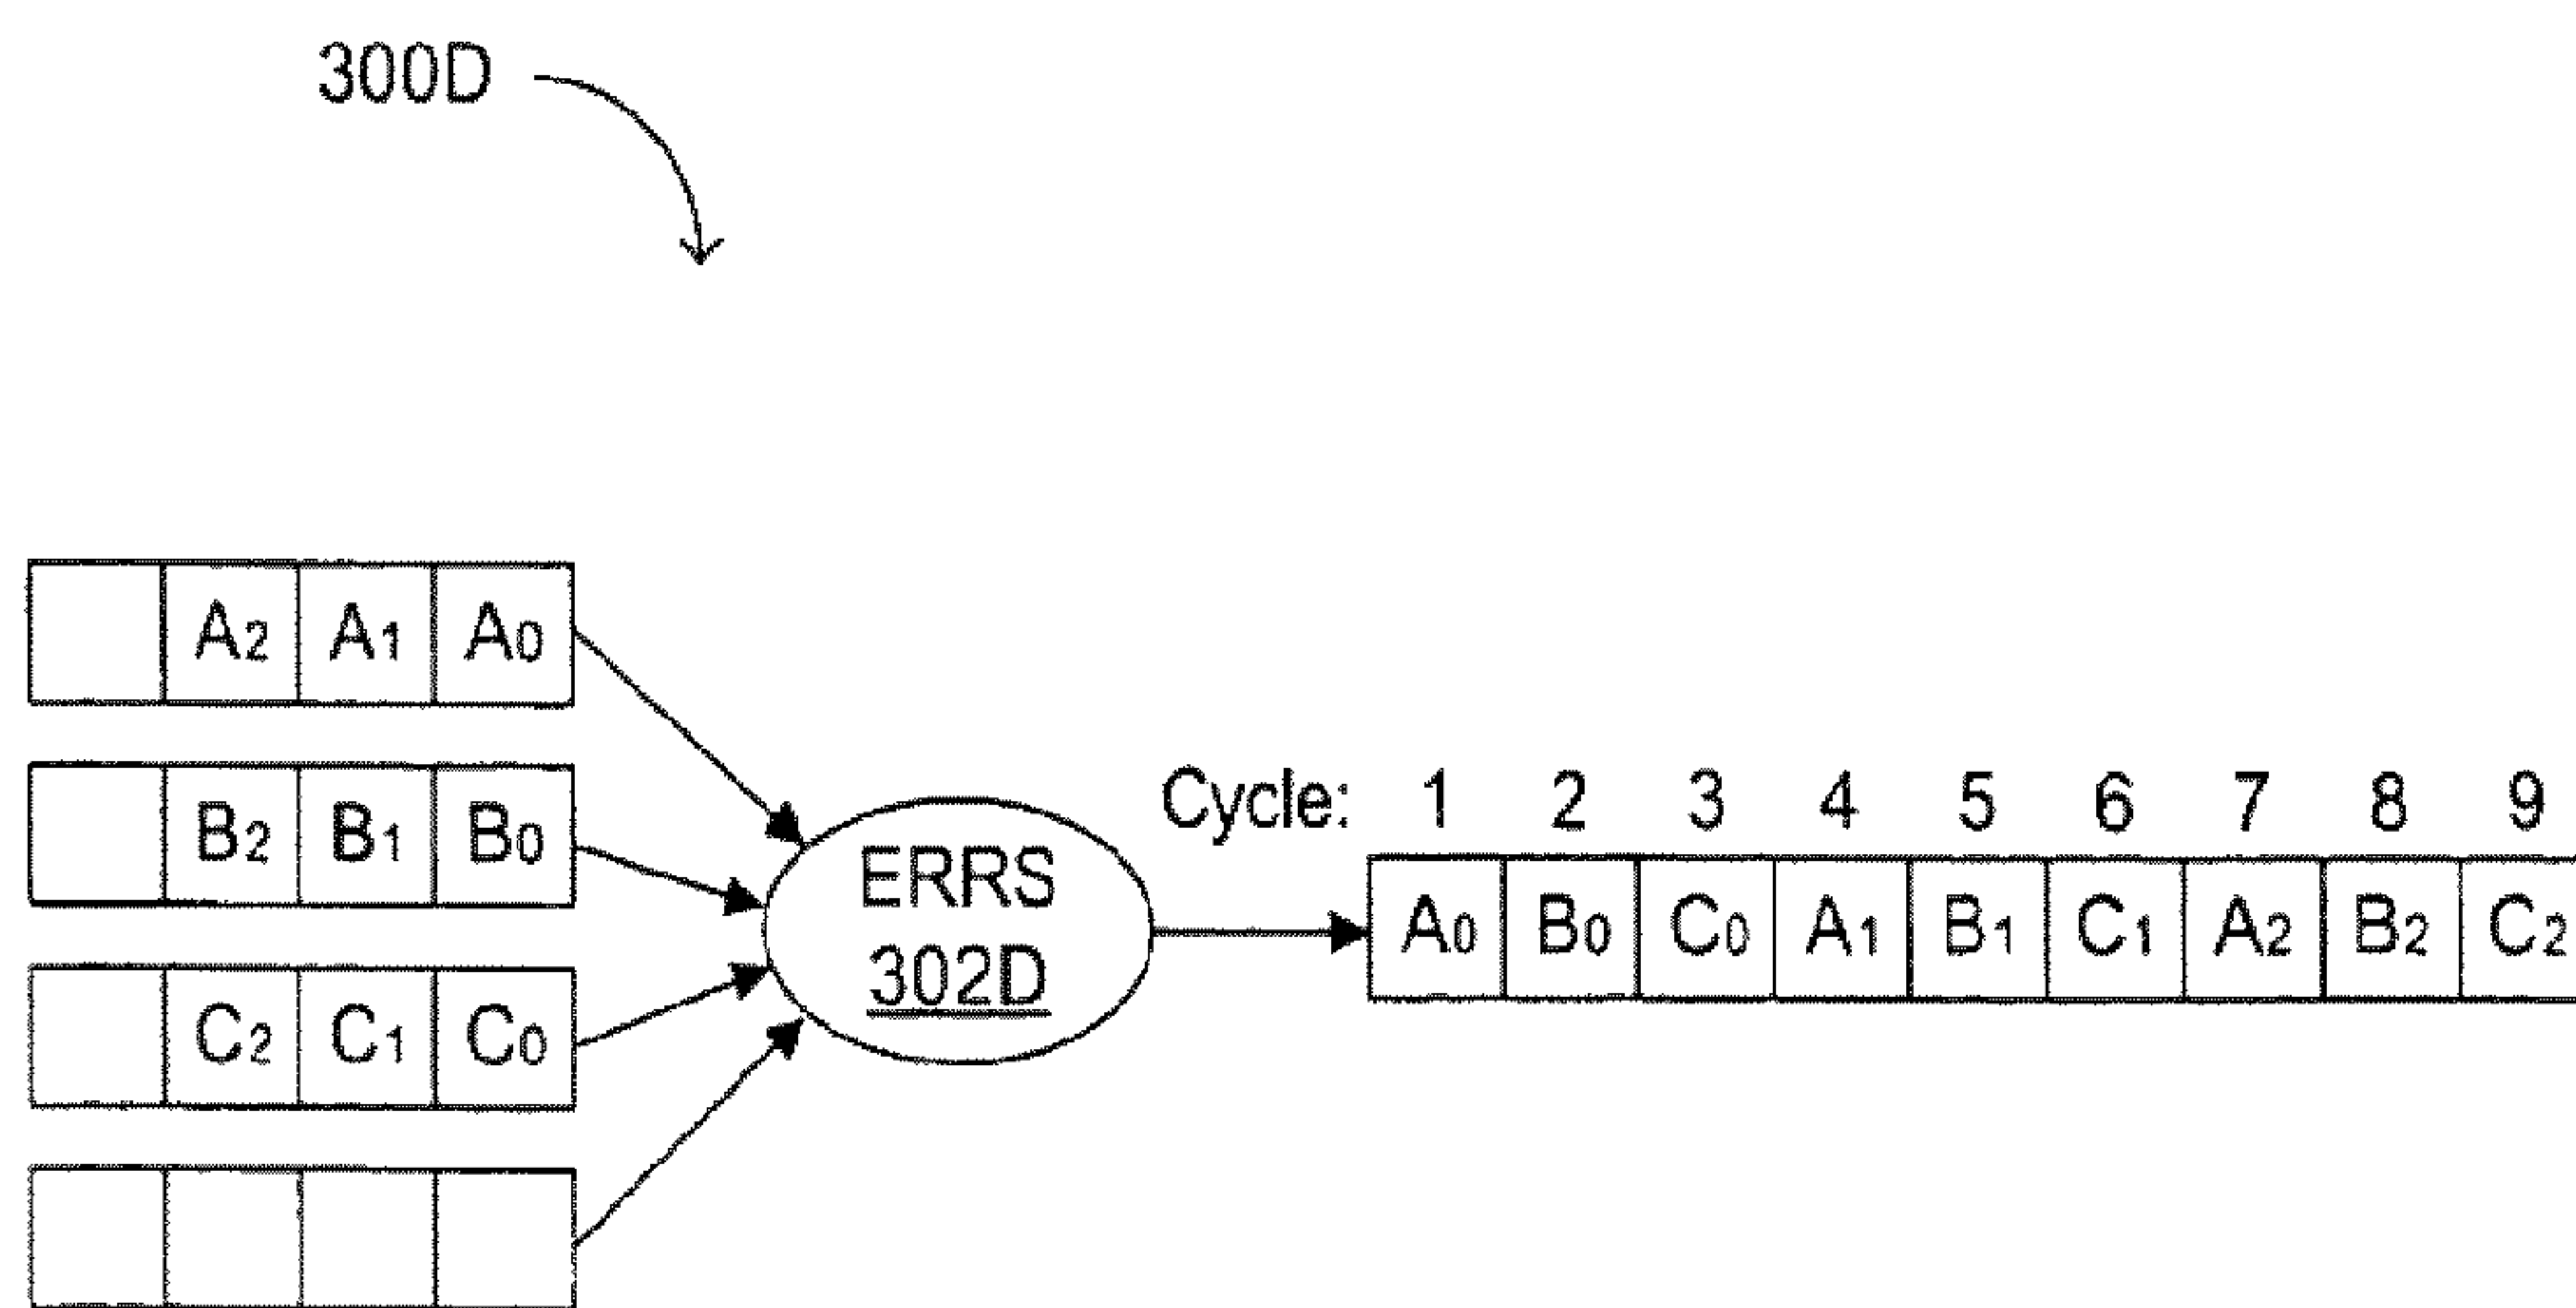 300D
A2 A1 A0
B2 B1 B0
C2 C1 C0
ERRS
302D
Cycle: 1 2 3 4 5 6 7 8 9
A0 B0 C0 A1 B1 C1 A2 B2 C2